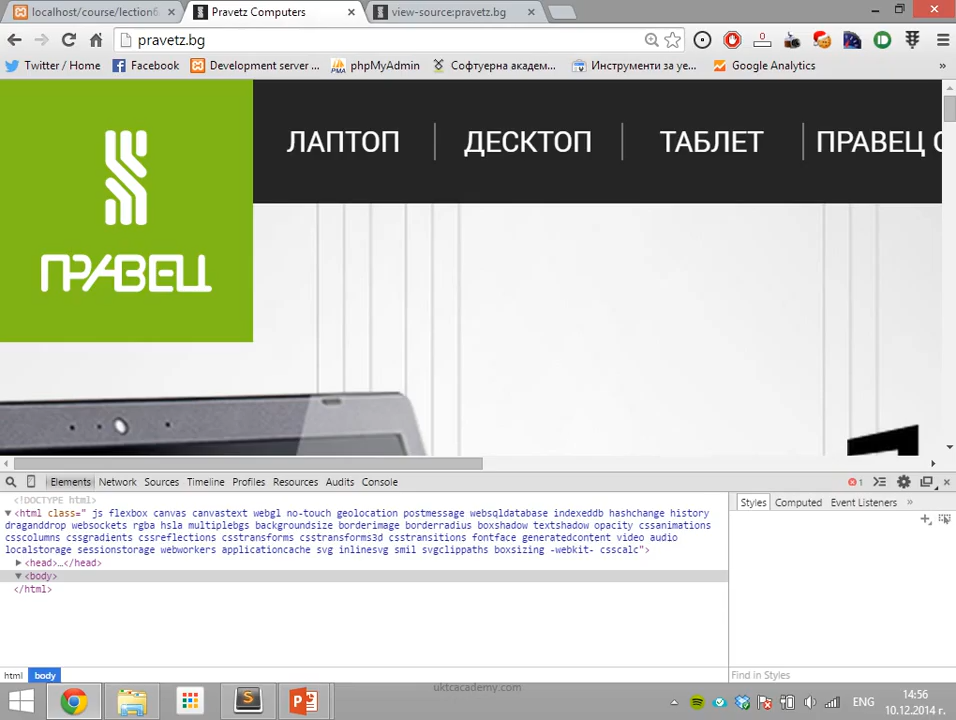 localhost/course/lection6
Pravetz Computers
view-source:pravetz.bg
pravetz.bg
Twitter / Home
Facebook
Development server ...
phpMyAdmin
Софтуерна академ...
Инструменти за уе...
Google Analytics
»
ПРАВЕЦ
ЛАПТОП
ДЕСКТОП
ТАБЛЕТ
ПРАВЕЦ
Elements Network Sources Timeline Profiles Resources Audits Console
1
<!DOCTYPE html>
<html class=" js flexbox canvas canvastext webgl no-touch geolocation postmessage websqldatabase indexeddb hashchange history
draganddrop websockets rgba hsla multiplebgs backgroundsize borderimage borderradius boxshadow textshadow opacity cssanimations
csscolumns cssgradients cssreflections csstransforms csstransforms3d csstransitions fontface generatedcontent video audio
localstorage sessionstorage webworkers applicationcache svg inlinesvg smil svgclippaths boxsizing -webkit- csscalc">
<head>…</head>
<body>
</html>
Styles Computed Event Listeners »
html body
Find in Styles
uktcacademy.com
ENG
14:56
10.12.2014 г.